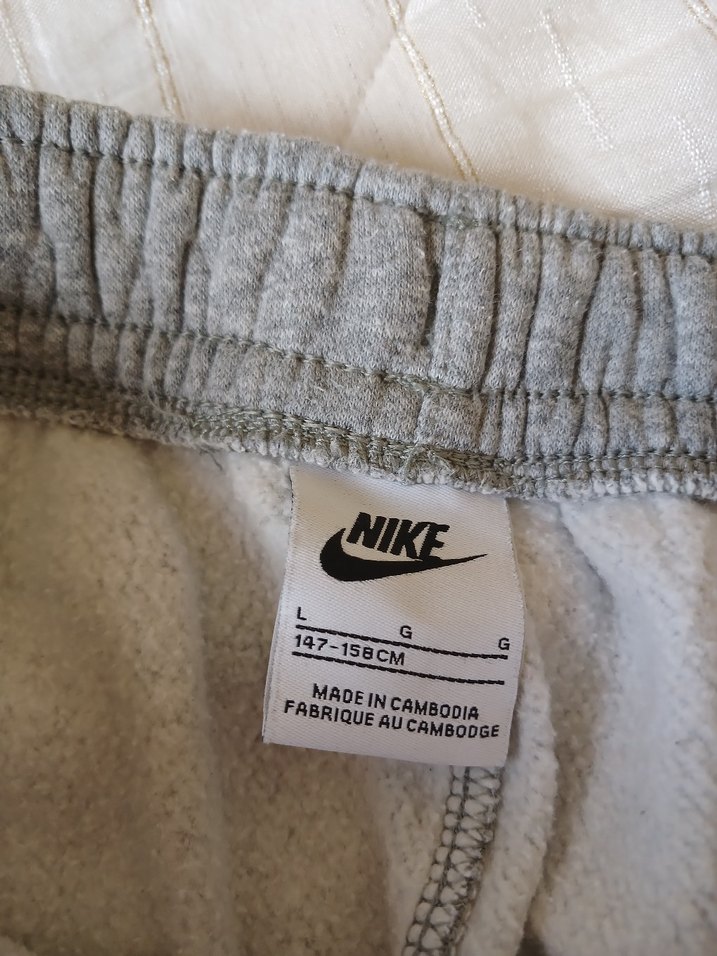 NIKE
L G G
147-158CM
MADE IN CAMBODIA
FABRIQUE AU CAMBODGE